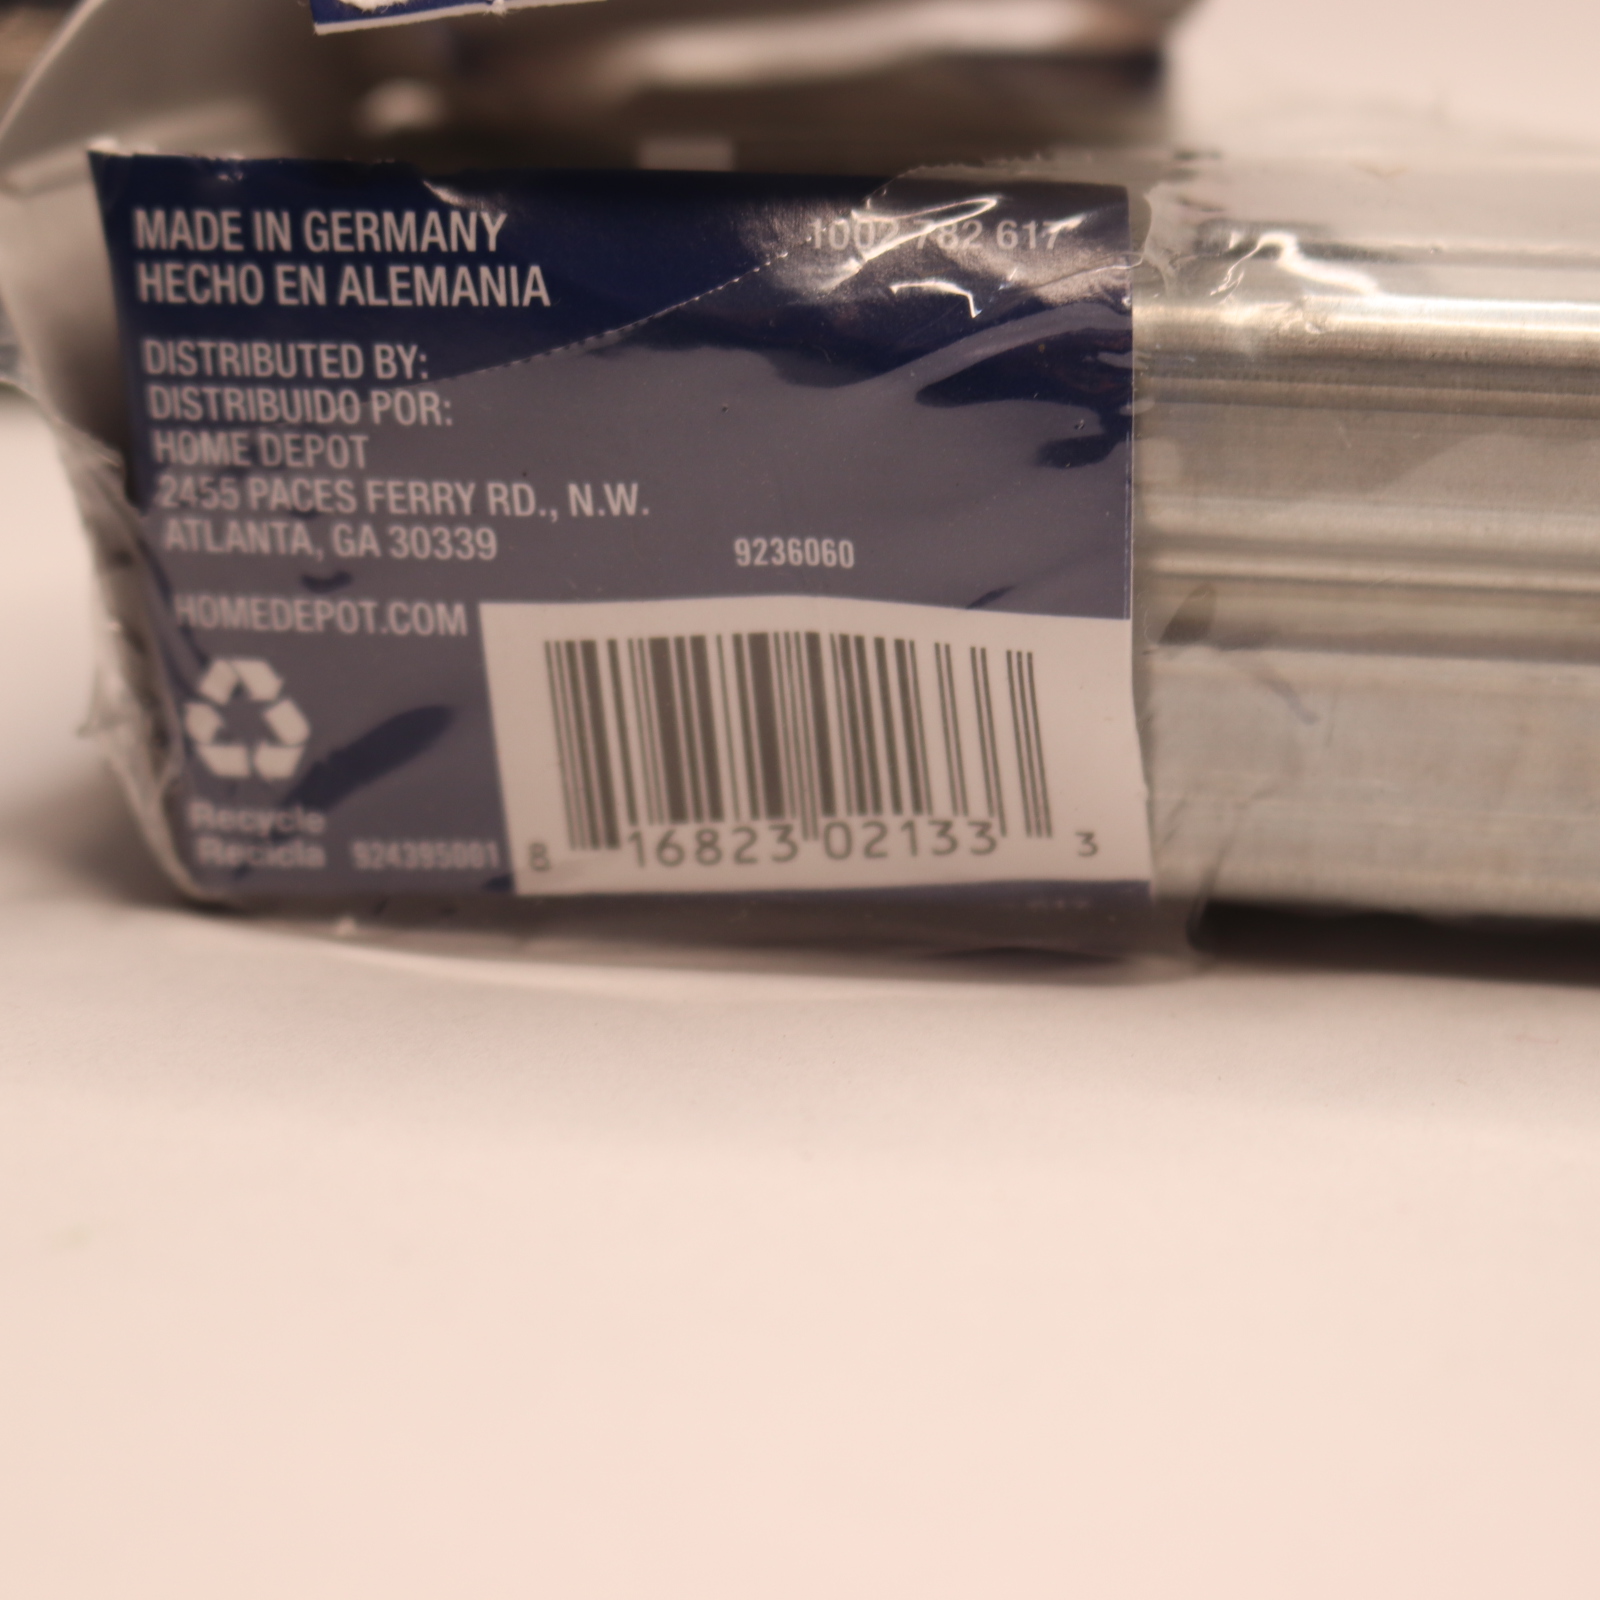 MADE IN GERMANY
HECHO EN ALEMANIA
1002 782 617
DISTRIBUTED BY:
DISTRIBUIDO POR:
HOME DEPOT
2455 PACES FERRY RD., N.W.
ATLANTA, GA 30339
9236060
HOMEDEPOT.COM
Recycle
Recicla
924395001
8 16823 02133 3